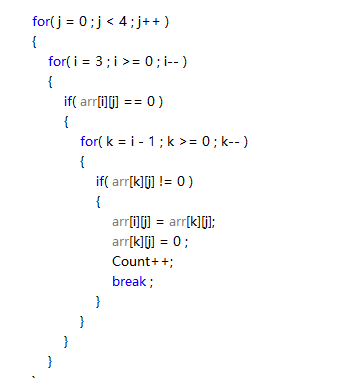 for( j = 0 ; j < 4 ; j++ )
{
for( i = 3 ; i >= 0 ; i-- )
{
if( arr[i][j] == 0 )
{
for( k = i - 1 ; k >= 0 ; k-- )
{
if( arr[k][j] != 0 )
{
arr[i][j] = arr[k][j];
arr[k][j] = 0 ;
Count++;
break ;
}
}
}
}